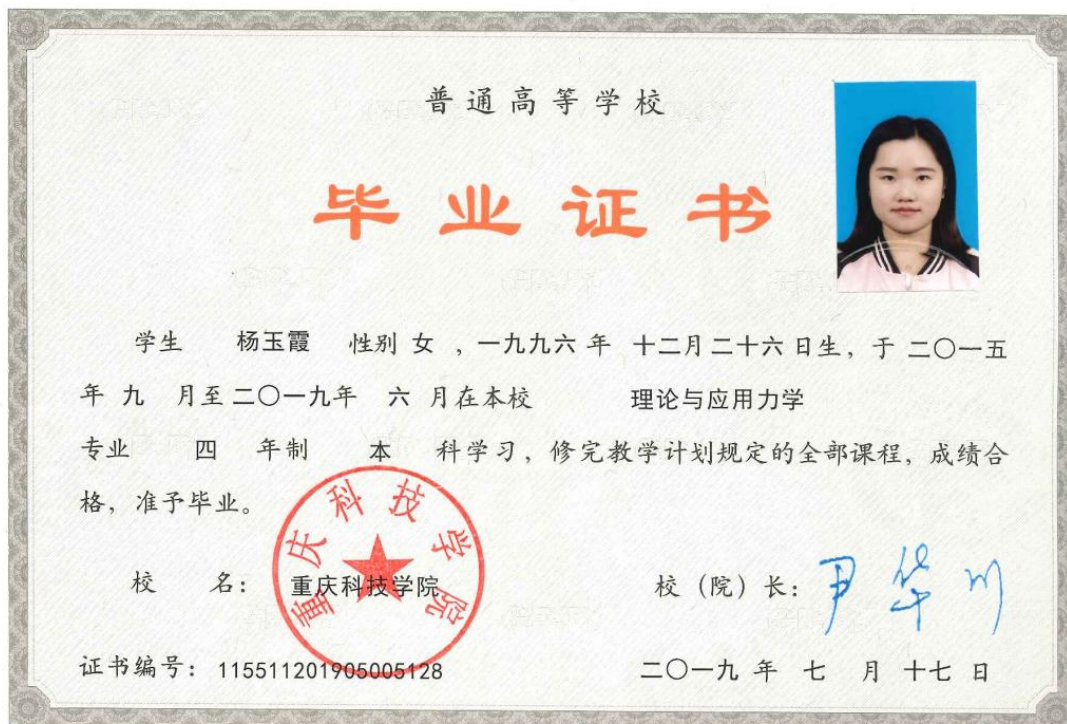 普通高等学校
毕业证书
学生 杨玉霞 性别 女 ，一九九六 年 十二月二十六 日生，于 二〇一五
年 九 月至 二〇一九年 六 月在本校 理论与应用力学
专业 四 年制 本 科学习，修完教学计划规定的全部课程，成绩合
格，准予毕业。
重庆科技学院
校 名： 重庆科技学院
校（院）长：尹华川
证书编号： 115511201905005128
二〇一九 年 七 月 十七 日